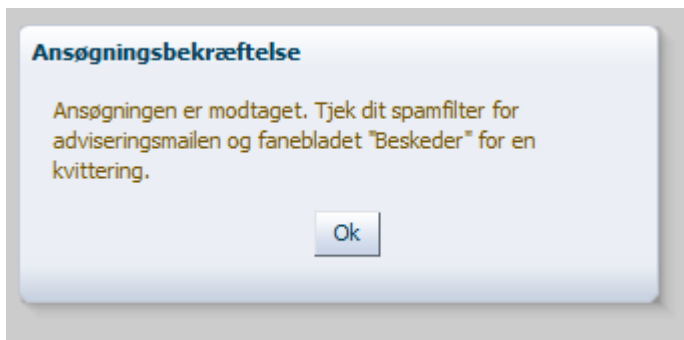 Ansøgningsbekræftelse
Ansøgningen er modtaget. Tjek dit spamfilter for
adviseringsmailen og fanebladet "Beskeder" for en
kvittering.
Ok